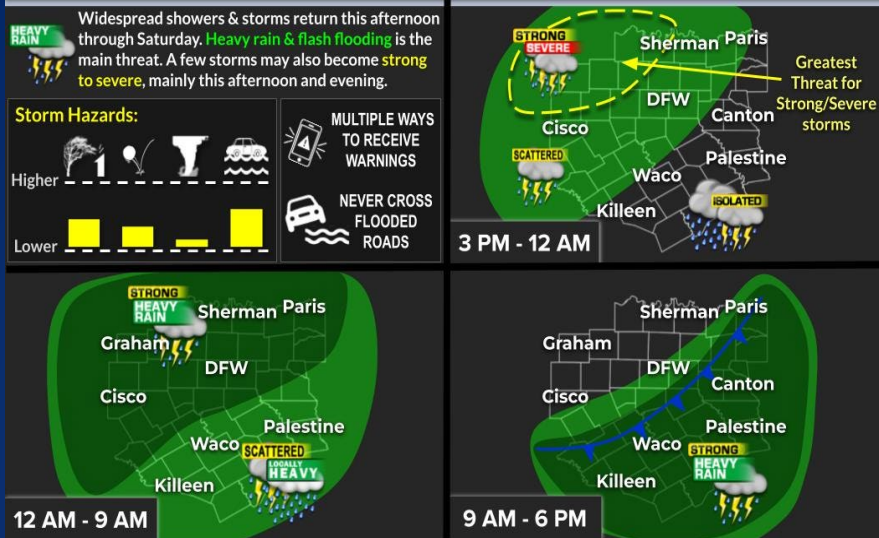 HEAVY
RAIN
Widespread showers & storms return this afternoon
through Saturday. Heavy rain & flash flooding is the
main threat. A few storms may also become strong
to severe, mainly this afternoon and evening.
Storm Hazards:
Higher
Lower
MULTIPLE WAYS
TO RECEIVE
WARNINGS
NEVER CROSS
FLOODED
ROADS
STRONG
SEVERE
Sherman Paris
Greatest
Threat for
Strong/Severe
storms
DFW
Canton
Cisco
SCATTERED
Palestine
Waco
ISOLATED
Killeen
3 PM - 12 AM
STRONG
HEAVY
RAIN
Sherman Paris
Graham
DFW
Cisco
Palestine
Waco
SCATTERED
LOCALLY
HEAVY
Killeen
12 AM - 9 AM
Sherman Paris
Graham
DFW
Canton
Cisco
Palestine
Waco
STRONG
HEAVY
RAIN
Killeen
9 AM - 6 PM